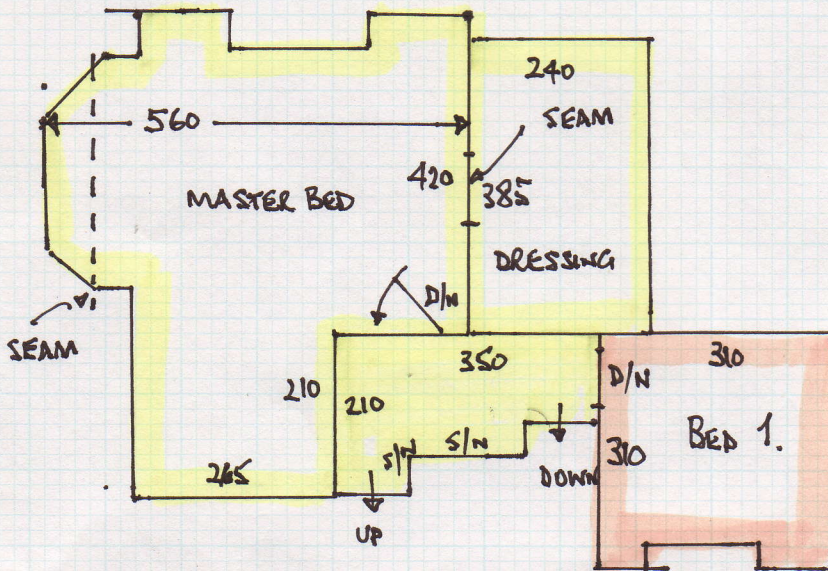 240
560
SEAM
420
385
MASTER BED
DRESSING
D/N
SEAM
350
310
D/N
210
210
BED 1.
S/N
S/N
310
265
DOWN
UP